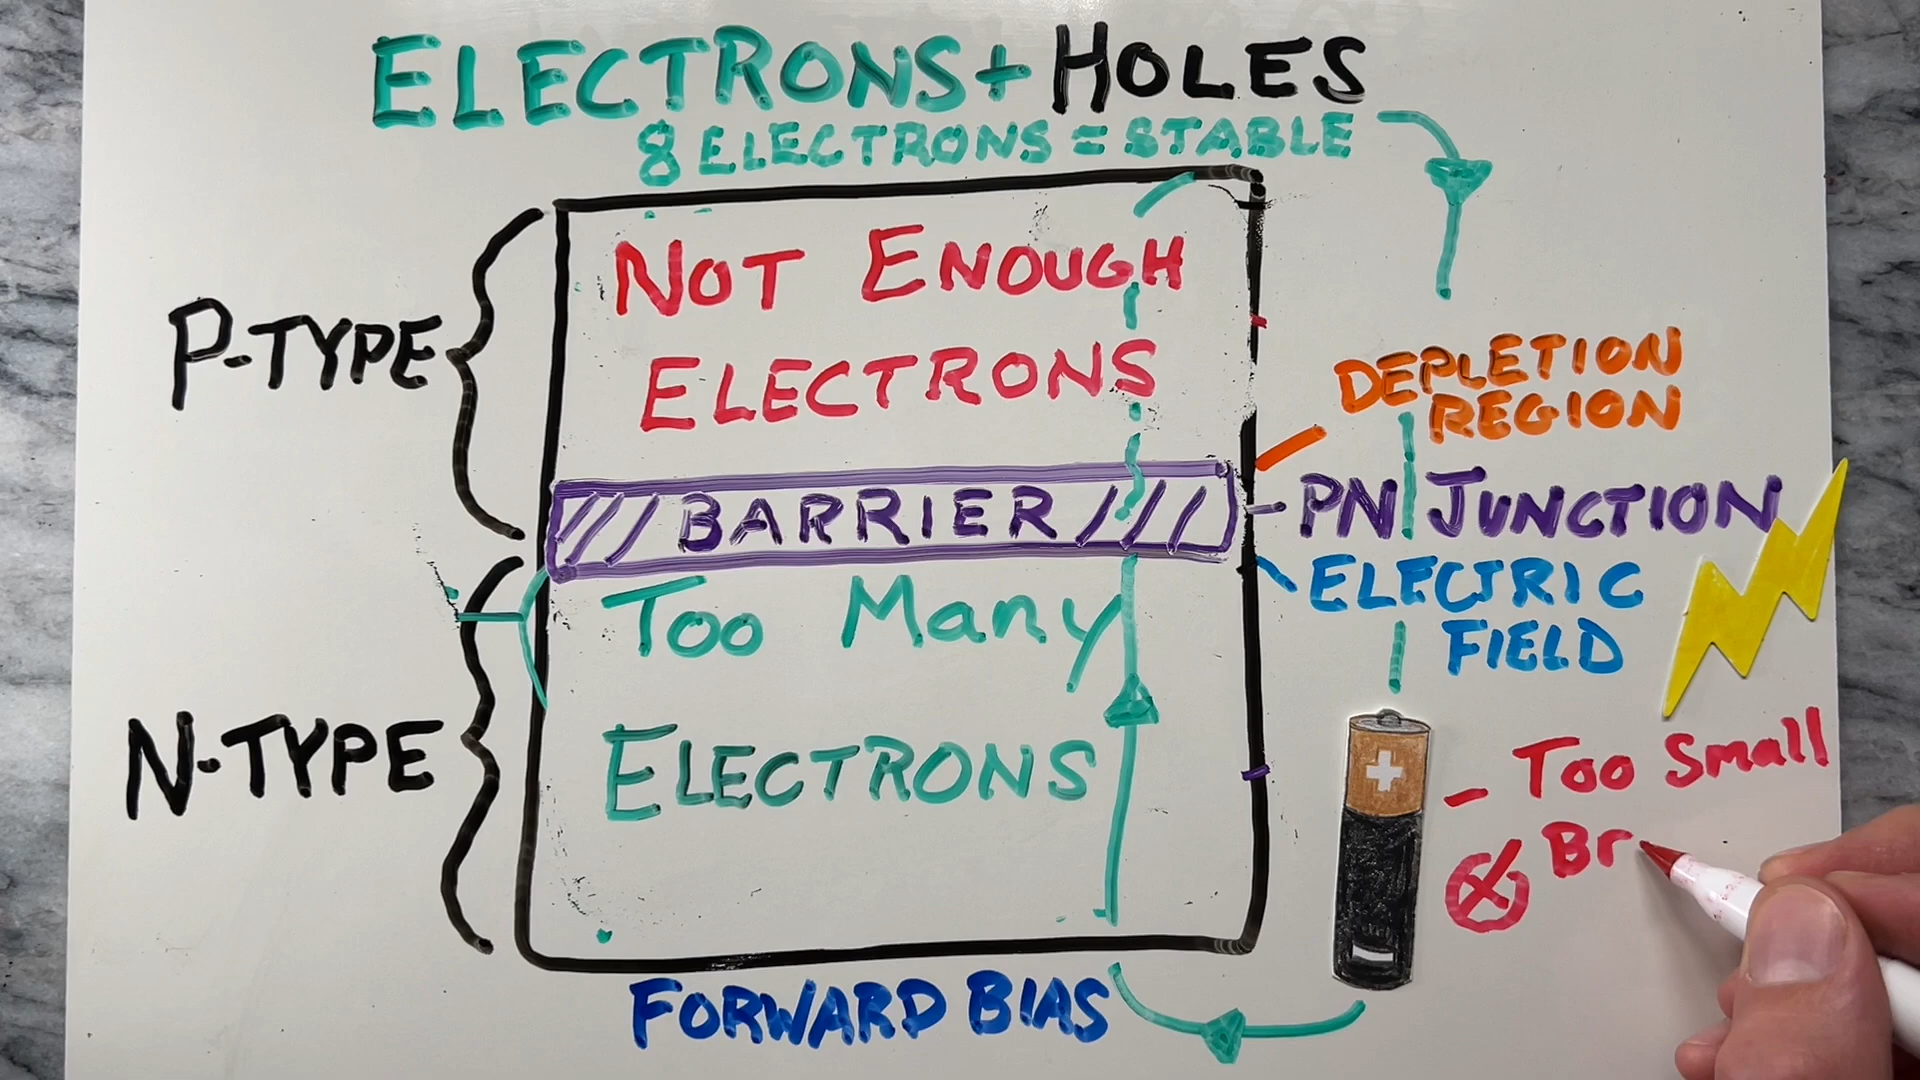 ELECTRONS + HOLES
8 ELECTRONS = STABLE
P-TYPE
NOT ENOUGH
ELECTRONS
DEPLETION
REGION
BARRIER
PN JUNCTION
ELECTRIC
FIELD
N-TYPE
Too Many
ELECTRONS
+
- Too Small
Br
FORWARD BIAS